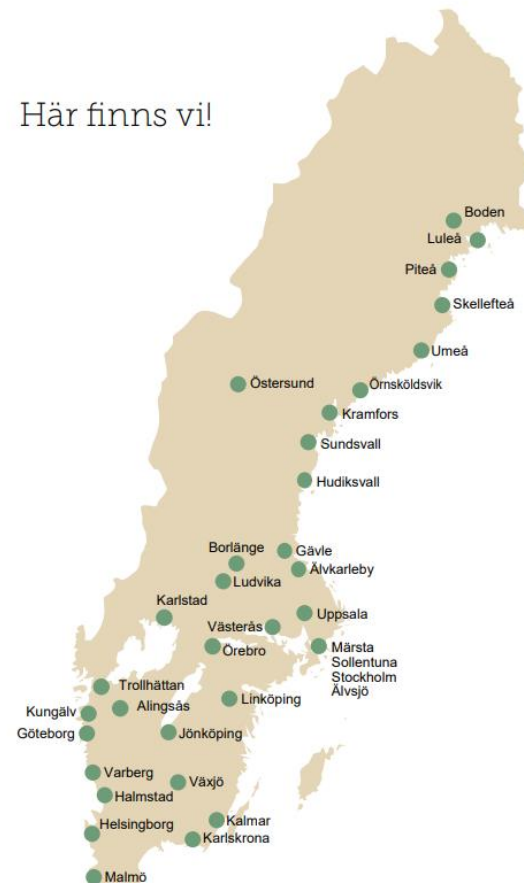 Här finns vi!
Boden
Luleå
Piteå
Skellefteå
Umeå
Östersund
Örnsköldsvik
Kramfors
Sundsvall
Hudiksvall
Borlänge
Gävle
Älvkarleby
Ludvika
Karlstad
Uppsala
Västerås
Örebro
Märsta
Sollentuna
Stockholm
Älvsjö
Trollhättan
Linköping
Alingsås
Kungälv
Göteborg
Jönköping
Varberg
Växjö
Halmstad
Kalmar
Helsingborg
Karlskrona
Malmö